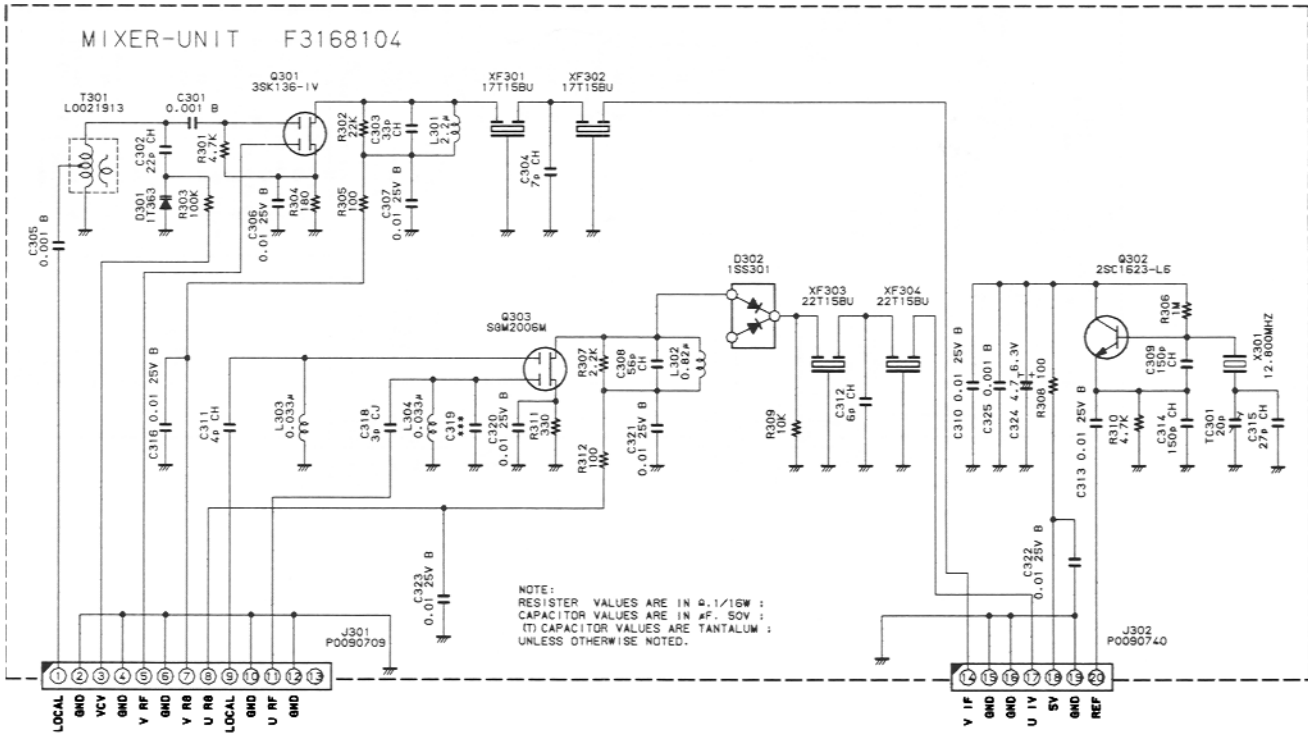 MIXER-UNIT F3168104
T301
L0021913
C301
0.001 B
Q301
3SK136-IV
C302
22P CH
R301
4.7K
D301
1T363
R303
100K
C306
0.01 25V B
R304
180
R302
22K
C303
33P
CH
L301
2.2μ
R305
100
C307
0.01 25V B
XF301
17T15BU
XF302
17T15BU
C304
7P CH
C305
0.001 B
Q303
SGM2006M
D302
1SS301
XF303
22T15BU
XF304
22T15BU
Q302
2SC1623-L6
R306
1M
X301
12.800MHZ
C309
150P
CH
C310 0.01 25V B
C325 0.001 B
C324 4.7 6.3V
+
R308 100
C313 0.01 25V B
R310
4.7K
C314
150P CH
TC301
20P
C315
27P CH
C316 0.01 25V B
C311
4P CH
L303
0.033μ
C318
3P CJ
L304
0.033μ
C319
***
C320
0.01 25V B
R311
330
R307
2.2K
C308
56P
CH
L302
0.82μ
R312
100
C321
0.01 25V B
R309
10K
C312
6P CH
C323
0.01 25V B
C322
0.01 25V B
NOTE:
RESISTER VALUES ARE IN Ω.1/16W ;
CAPACITOR VALUES ARE IN μF. 50V ;
(T) CAPACITOR VALUES ARE TANTALUM ;
UNLESS OTHERWISE NOTED.
J301
P0090709
J302
P0090740
1 2 3 4 5 6 7 8 9 10 11 12 13
14 15 16 17 18 19 20
LOCAL
GND
VCV
GND
V RF
GND
V R8
U R8
LOCAL
GND
U RF
GND
V IF
GND
GND
U IV
5V
GND
REF